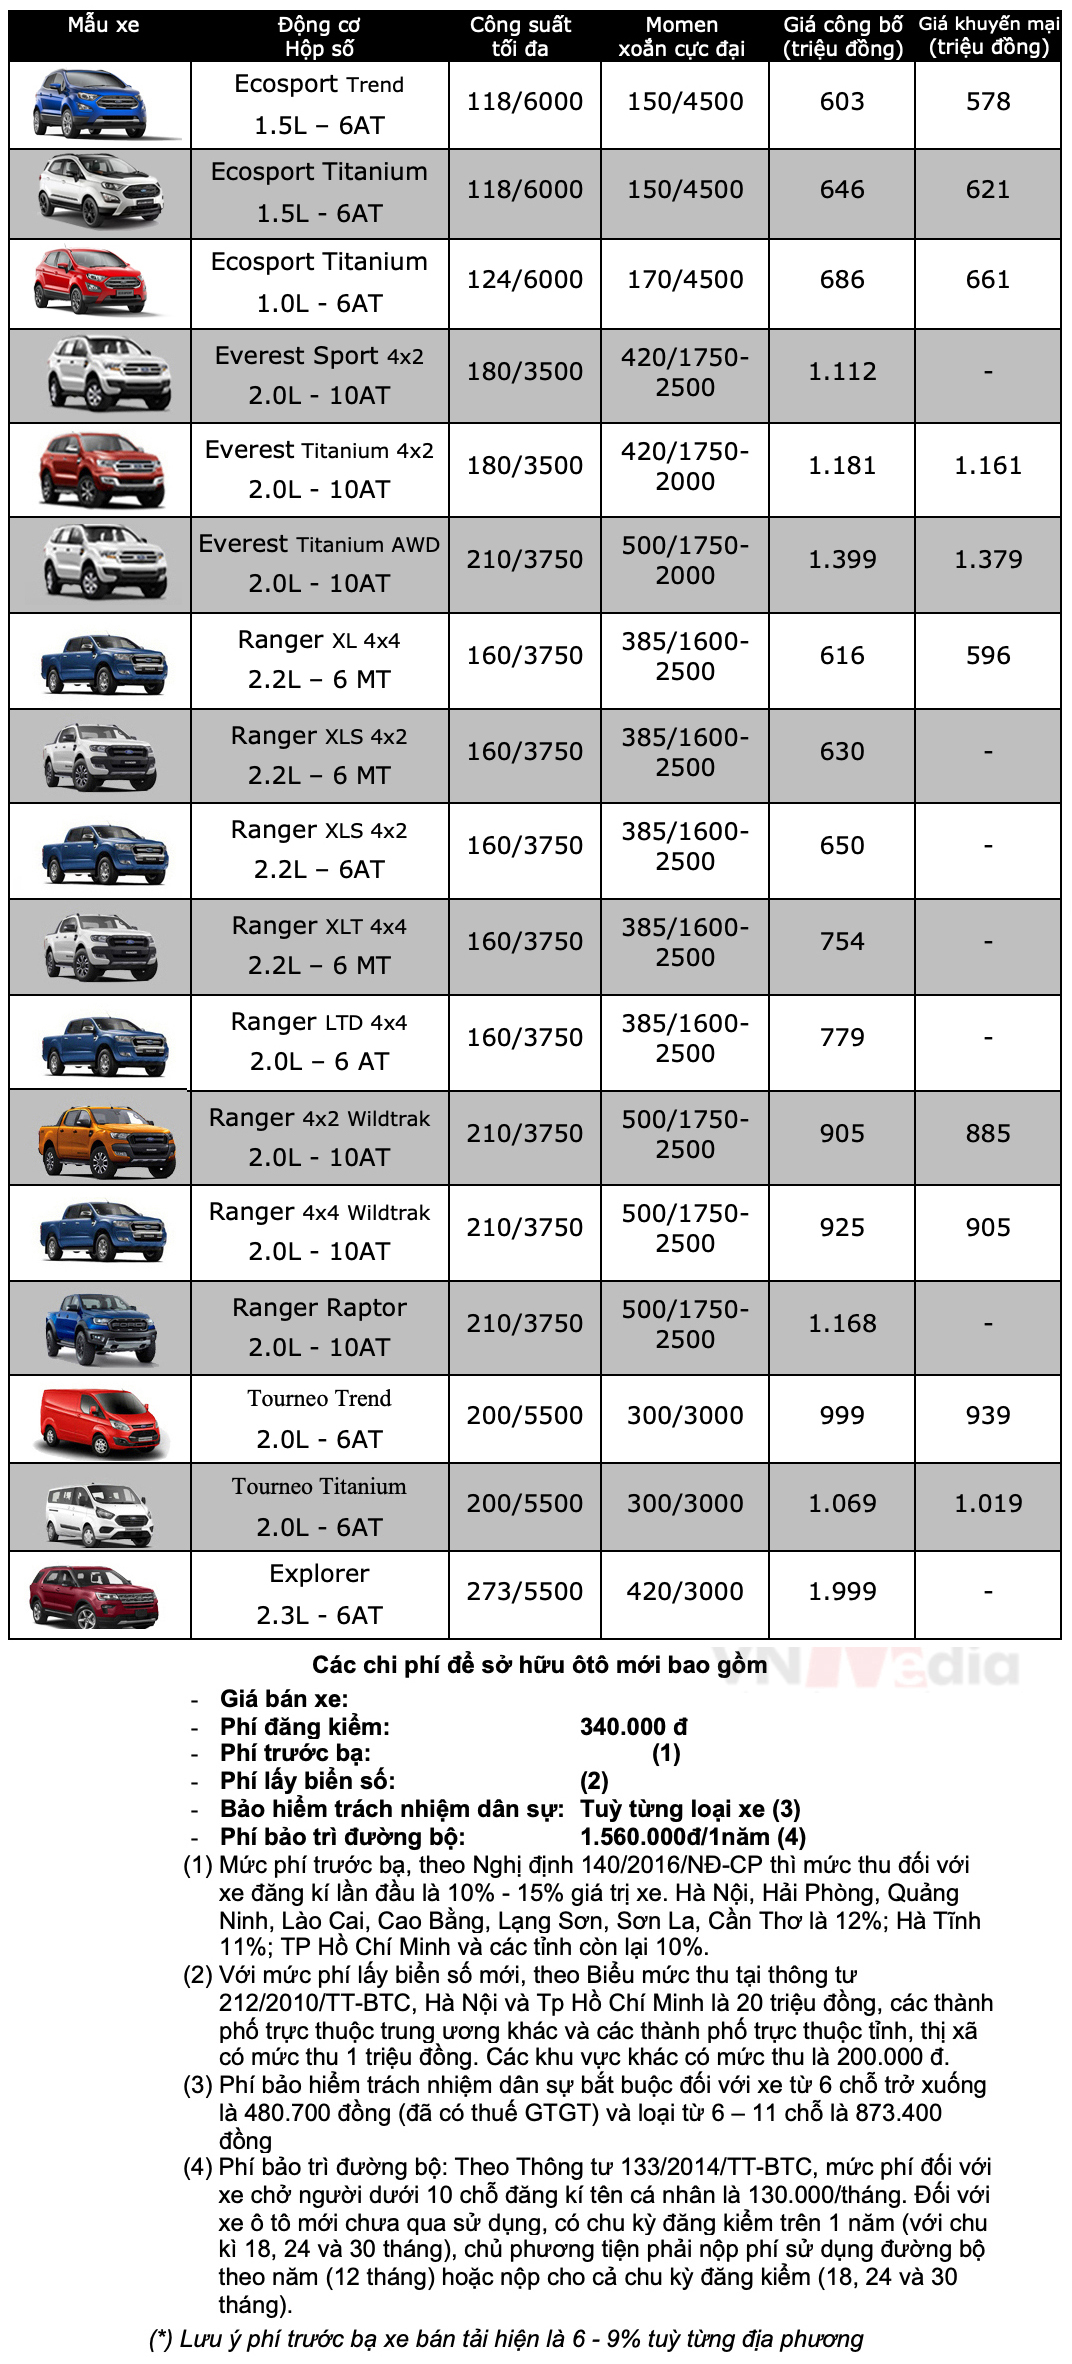 Mẫu xe
Động cơ
Hộp số
Công suất
tối đa
Momen
xoắn cực đại
Giá công bố
(triệu đồng)
Giá khuyến mại
(triệu đồng)
Ecosport Trend
1.5L – 6AT
118/6000
150/4500
603
578
Ecosport Titanium
1.5L - 6AT
118/6000
150/4500
646
621
Ecosport Titanium
1.0L - 6AT
124/6000
170/4500
686
661
Everest Sport 4x2
2.0L - 10AT
180/3500
420/1750-
2500
1.112
-
Everest Titanium 4x2
2.0L - 10AT
180/3500
420/1750-
2000
1.181
1.161
Everest Titanium AWD
2.0L - 10AT
210/3750
500/1750-
2000
1.399
1.379
Ranger XL 4x4
2.2L – 6 MT
160/3750
385/1600-
2500
616
596
Ranger XLS 4x2
2.2L – 6 MT
160/3750
385/1600-
2500
630
-
Ranger XLS 4x2
2.2L – 6AT
160/3750
385/1600-
2500
650
-
Ranger XLT 4x4
2.2L – 6 MT
160/3750
385/1600-
2500
754
-
Ranger LTD 4x4
2.0L – 6 AT
160/3750
385/1600-
2500
779
-
Ranger 4x2 Wildtrak
2.0L - 10AT
210/3750
500/1750-
2500
905
885
Ranger 4x4 Wildtrak
2.0L - 10AT
210/3750
500/1750-
2500
925
905
Ranger Raptor
2.0L - 10AT
210/3750
500/1750-
2500
1.168
-
Tourneo Trend
2.0L - 6AT
200/5500
300/3000
999
939
Tourneo Titanium
2.0L - 6AT
200/5500
300/3000
1.069
1.019
Explorer
2.3L - 6AT
273/5500
420/3000
1.999
-
VnMedia
Các chi phí để sở hữu ôtô mới bao gồm
- Giá bán xe:
- Phí đăng kiểm: 340.000 đ
- Phí trước bạ: (1)
- Phí lấy biển số: (2)
- Bảo hiểm trách nhiệm dân sự: Tuỳ từng loại xe (3)
- Phí bảo trì đường bộ: 1.560.000đ/1năm (4)
(1) Mức phí trước bạ, theo Nghị định 140/2016/NĐ-CP thì mức thu đối với
xe đăng kí lần đầu là 10% - 15% giá trị xe. Hà Nội, Hải Phòng, Quảng
Ninh, Lào Cai, Cao Bằng, Lạng Sơn, Sơn La, Cần Thơ là 12%; Hà Tĩnh
11%; TP Hồ Chí Minh và các tỉnh còn lại 10%.
(2) Với mức phí lấy biển số mới, theo Biểu mức thu tại thông tư
212/2010/TT-BTC, Hà Nội và Tp Hồ Chí Minh là 20 triệu đồng, các thành
phố trực thuộc trung ương khác và các thành phố trực thuộc tỉnh, thị xã
có mức thu 1 triệu đồng. Các khu vực khác có mức thu là 200.000 đ.
(3) Phí bảo hiểm trách nhiệm dân sự bắt buộc đối với xe từ 6 chỗ trở xuống
là 480.700 đồng (đã có thuế GTGT) và loại từ 6 – 11 chỗ là 873.400
đồng
(4) Phí bảo trì đường bộ: Theo Thông tư 133/2014/TT-BTC, mức phí đối với
xe chở người dưới 10 chỗ đăng kí tên cá nhân là 130.000/tháng. Đối với
xe ô tô mới chưa qua sử dụng, có chu kỳ đăng kiểm trên 1 năm (với chu
kì 18, 24 và 30 tháng), chủ phương tiện phải nộp phí sử dụng đường bộ
theo năm (12 tháng) hoặc nộp cho cả chu kỳ đăng kiểm (18, 24 và 30
tháng).
(*) Lưu ý phí trước bạ xe bán tải hiện là 6 - 9% tuỳ từng địa phương